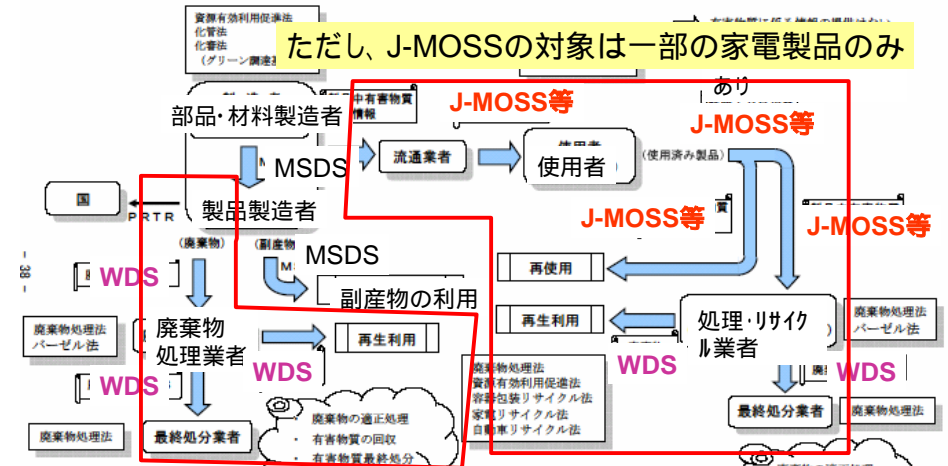 資源有効利用促進法
化管法
化審法
(グリーン調達基
ただし、J-MOSSの対象は一部の家電製品のみ
あり
部品・材料製造者
中有害物質
情報
J-MOSS等
J-MOSS等
MSDS
流通業者
使用者
(使用済み製品)
国
PRTR
製品製造者
J-MOSS等
J-MOSS等
(廃棄物)
(副産物
MSDS
- 38 -
WDS
再使用
副産物の利用
廃棄物処理法
バーゼル法
廃棄物
処理業者
再生利用
再生利用
処理・リサイク
ル業者
廃棄物処理法
バーゼル法
WDS
WDS
WDS
WDS
廃棄物処理法
資源有効利用促進法
容器包装リサイクル法
家電リサイクル法
自動車リサイクル法
廃棄物処理法
最終処分業者
・ 廃棄物の適正処理
・ 有害物質の回収
・ 有害物質最終処分
最終処分業者
廃棄物処理法